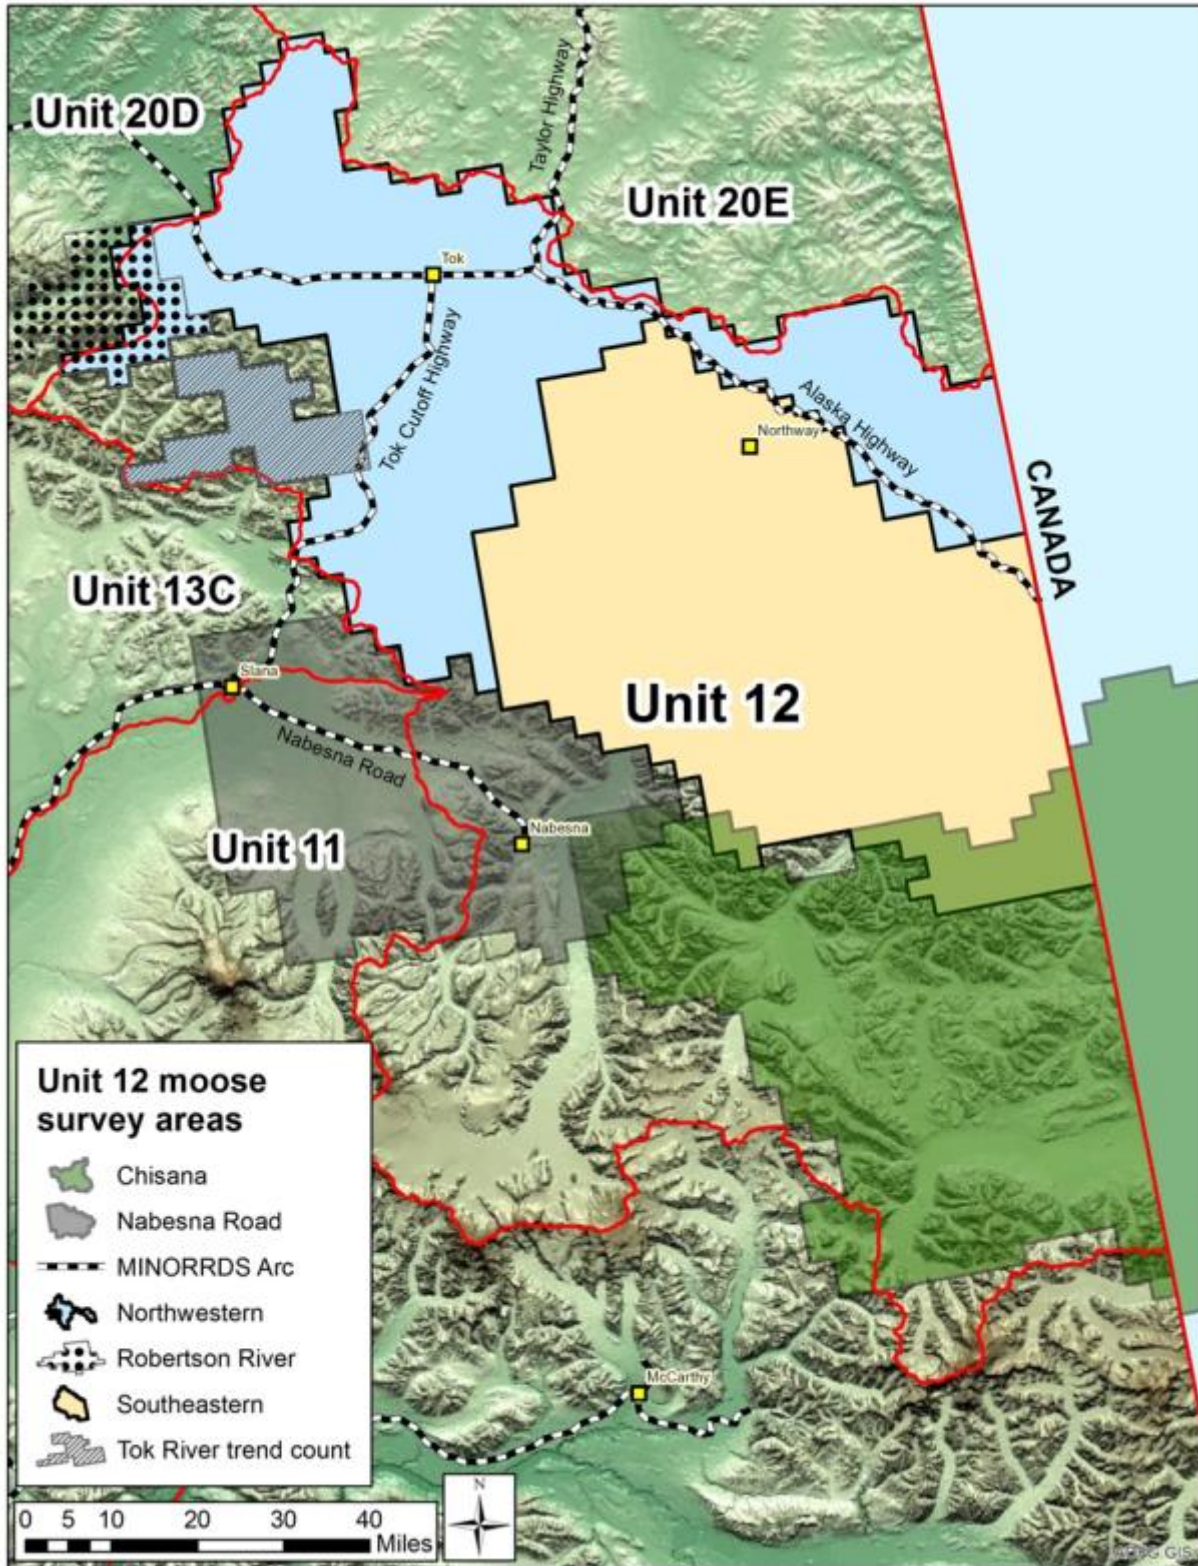 Unit 20D
Taylor Highway
Unit 20E
Tok
Tok Cutoff Highway
Alaska Highway
Northway
CANADA
Unit 13C
Slana
Unit 12
Nabesna Road
Nabesna
Unit 11
Unit 12 moose
survey areas
Chisana
Nabesna Road
MINORRDS Arc
Northwestern
Robertson River
Southeastern
Tok River trend count
McCarthy
N
0 5 10 20 30 40
Miles